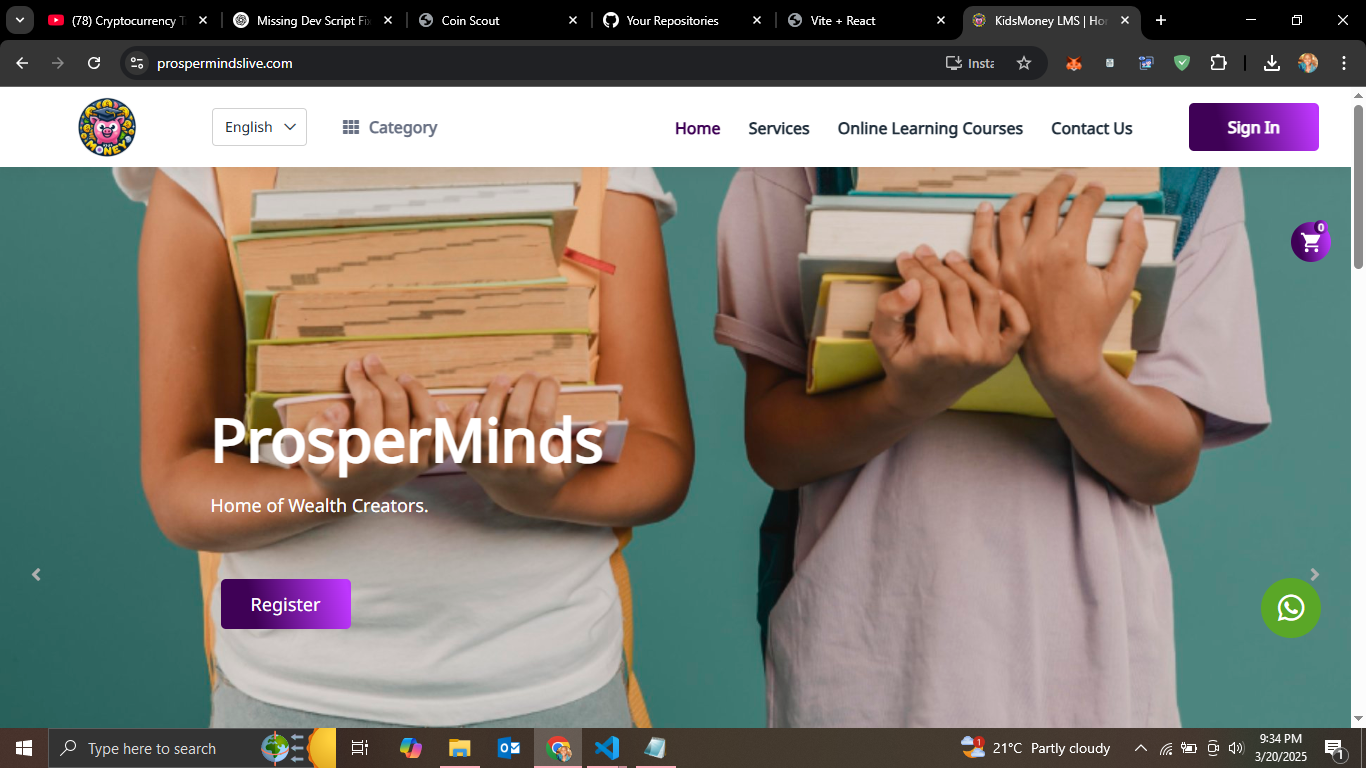 (78) Cryptocurrency T
Missing Dev Script Fix
Coin Scout
Your Repositories
Vite + React
KidsMoney LMS | Ho
prospermindslive.com
Insta
MONEY
English
Category
Home
Services
Online Learning Courses
Contact Us
Sign In
0
ProsperMinds
Home of Wealth Creators.
Register
Type here to search
1
21°C Partly cloudy
9:34 PM
3/20/2025
1